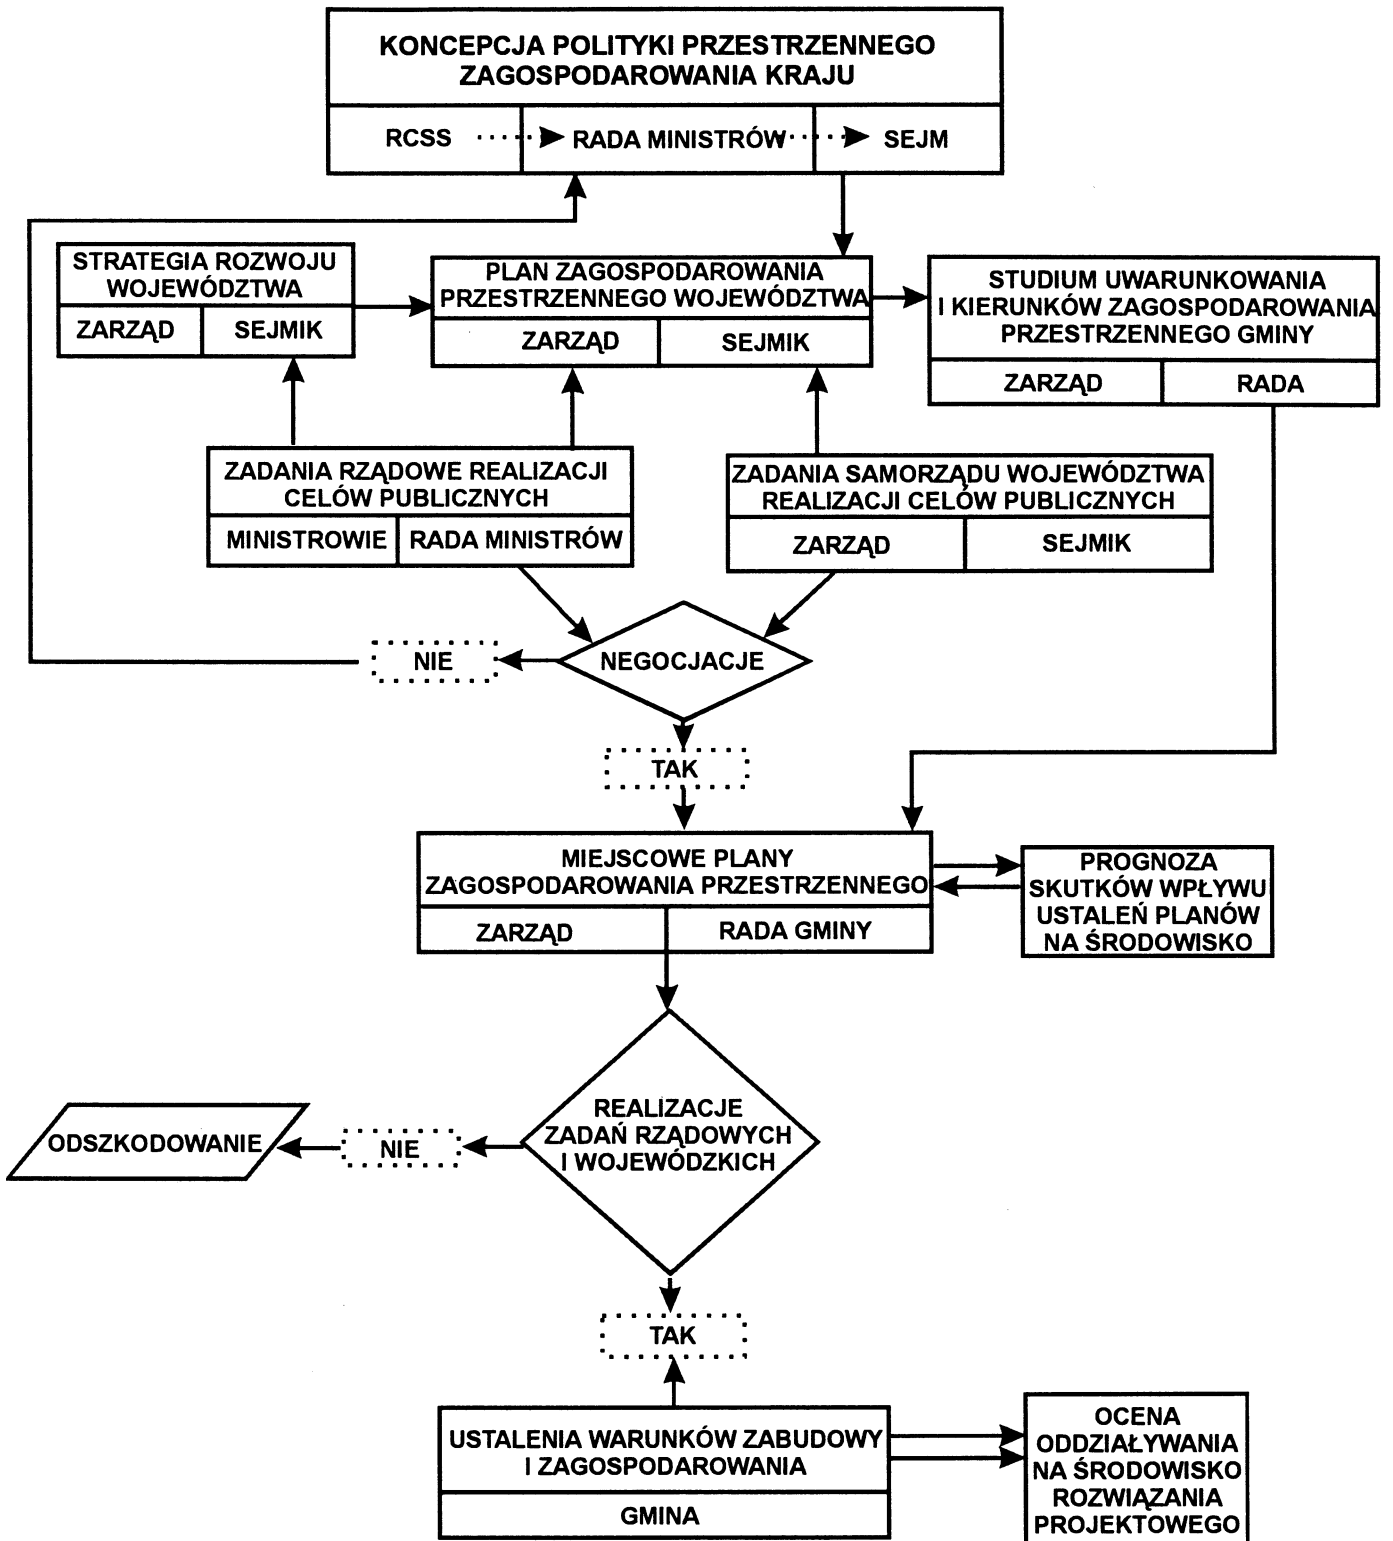 KONCEPCJA POLITYKI PRZESTRZENNEGO
ZAGOSPODAROWANIA KRAJU
RCSS
RADA MINISTRÓW
SEJM
STRATEGIA ROZWOJU
WOJEWÓDZTWA
ZARZĄD
SEJMIK
PLAN ZAGOSPODAROWANIA
PRZESTRZENNEGO WOJEWÓDZTWA
ZARZĄD
SEJMIK
STUDIUM UWARUNKOWANIA
I KIERUNKÓW ZAGOSPODAROWANIA
PRZESTRZENNEGO GMINY
ZARZĄD
RADA
ZADANIA RZĄDOWE REALIZACJI
CELÓW PUBLICZNYCH
MINISTROWIE
RADA MINISTRÓW
ZADANIA SAMORZĄDU WOJEWÓDZTWA
REALIZACJI CELÓW PUBLICZNYCH
ZARZĄD
SEJMIK
NEGOCJACJE
NIE
TAK
MIEJSCOWE PLANY
ZAGOSPODAROWANIA PRZESTRZENNEGO
ZARZĄD
RADA GMINY
PROGNOZA
SKUTKÓW WPŁYWU
USTALEŃ PLANÓW
NA ŚRODOWISKO
REALIZACJE
ZADAŃ RZĄDOWYCH
I WOJEWÓDZKICH
NIE
ODSZKODOWANIE
TAK
USTALENIA WARUNKÓW ZABUDOWY
I ZAGOSPODAROWANIA
GMINA
OCENA
ODDZIAŁYWANIA
NA ŚRODOWISKO
ROZWIĄZANIA
PROJEKTOWEGO